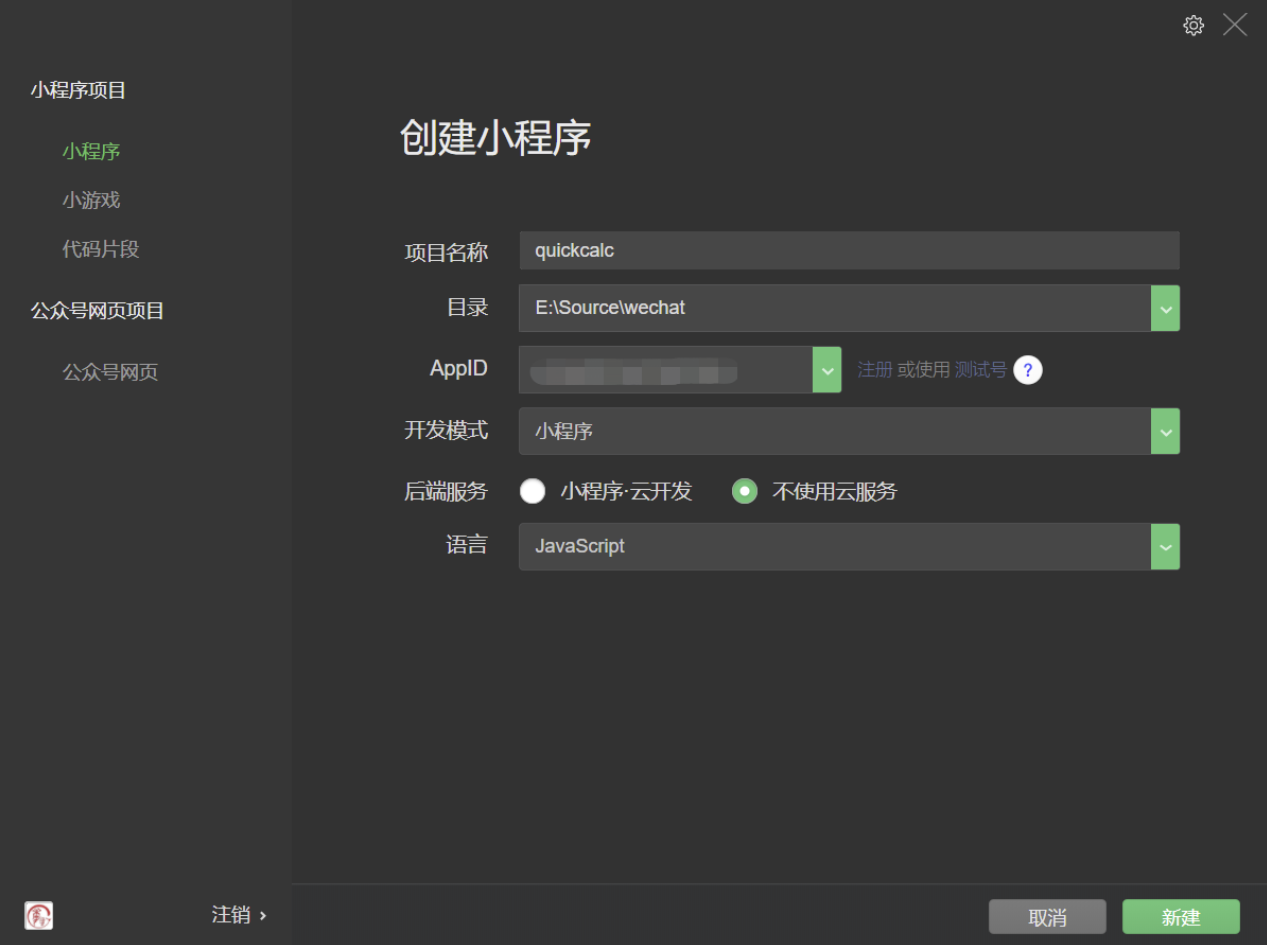 小程序项目
小程序
小游戏
代码片段
公众号网页项目
公众号网页
注销
创建小程序
项目名称 quickcalc
目录 E:\Source\wechat
AppID 注册 或使用 测试号 ?
开发模式 小程序
后端服务 小程序·云开发 不使用云服务
语言 JavaScript
取消 新建